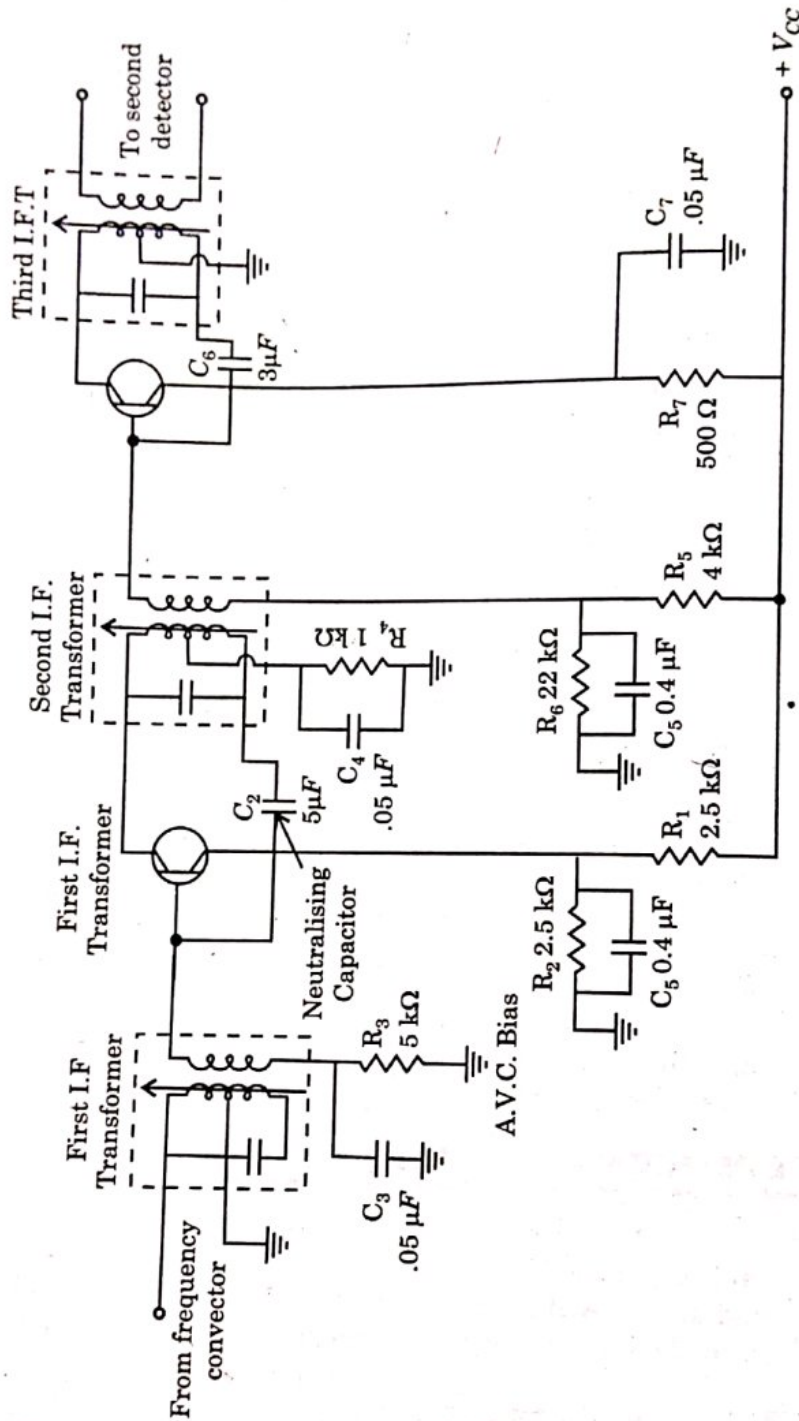 From frequency
convector
First I.F
Transformer
C3
.05 μF
R3
5 kΩ
A.V.C. Bias
First I.F.
Transformer
Neutralising
Capacitor
C2
5μF
R2 2.5 kΩ
C5 0.4 μF
R1
2.5 kΩ
Second I.F.
Transformer
C4
.05 μF
R4 1 kΩ
R6 22 kΩ
C5 0.4 μF
R5
4 kΩ
C6
3μF
Third I.F.T
To second
detector
C7
.05 μF
R7
500 Ω
+ VCC